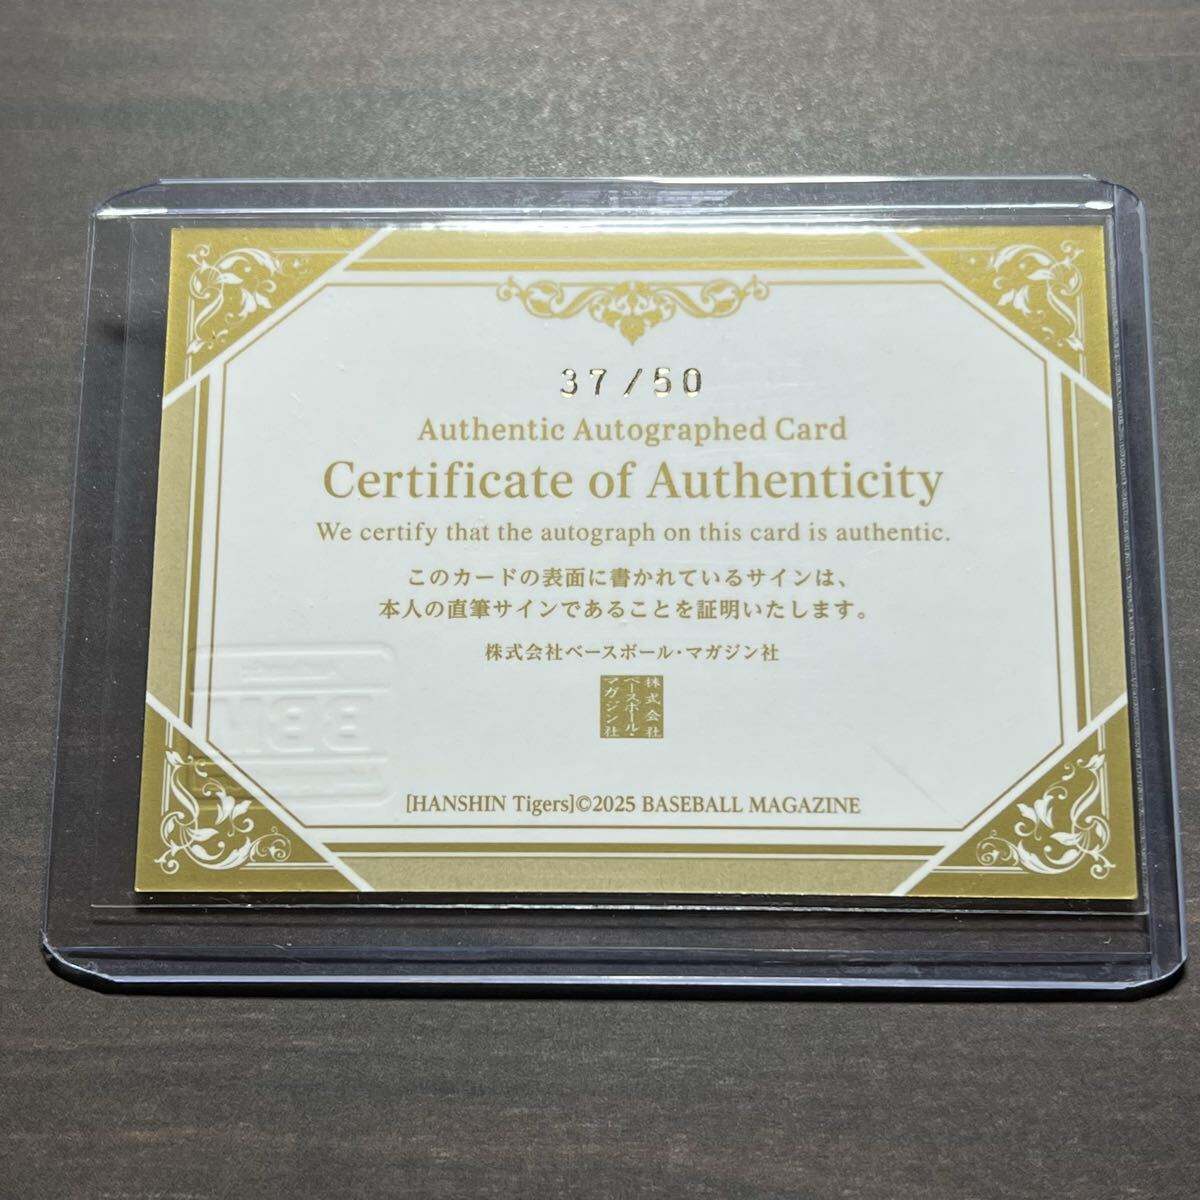 37/50
Authentic Autographed Card
Certificate of Authenticity
We certify that the autograph on this card is authentic.
このカードの表面に書かれているサインは、
本人の直筆サインであることを証明いたします。
株式会社ベースボール・マガジン社
株式会社
ベースボール・
マガジン社
[HANSHIN Tigers]©2025 BASEBALL MAGAZINE